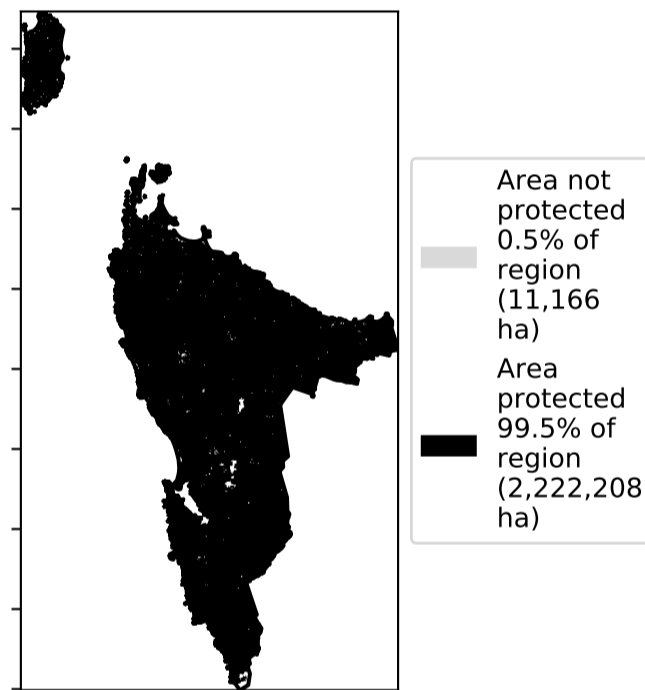 Area not
protected
0.5% of
region
(11,166
ha)
Area
protected
99.5% of
region
(2,222,208
ha)